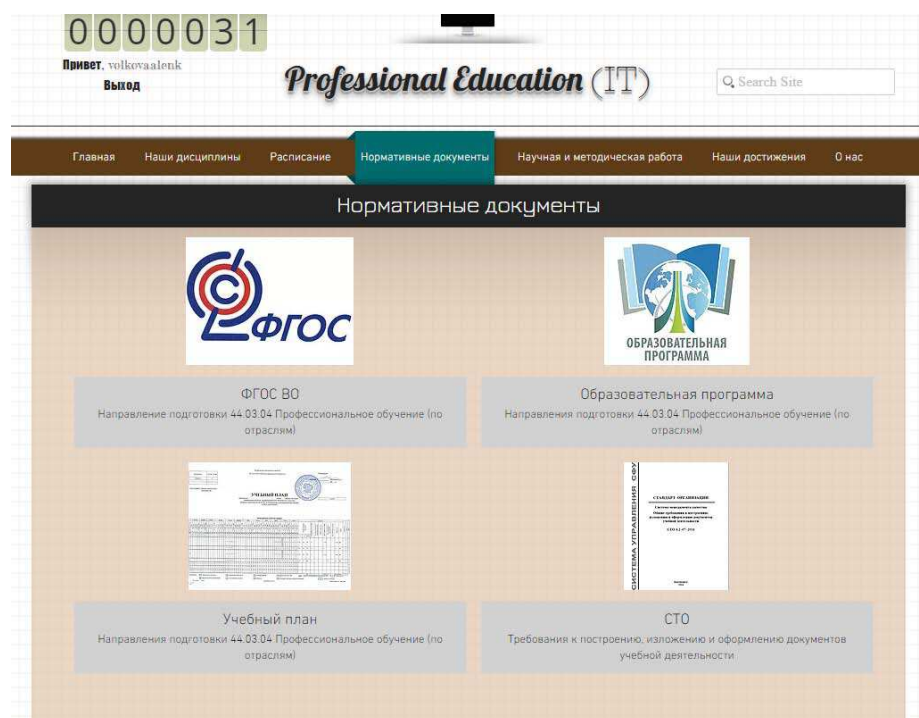 0000031
Привет, volkovaalenk
Выход
Professional Education (IT)
Search Site
Главная Наши дисциплины Расписание Нормативные документы Научная и методическая работа Наши достижения О нас
Нормативные документы
ФГОС
ОБРАЗОВАТЕЛЬНАЯ
ПРОГРАММА
ФГОС ВО
Направление подготовки 44.03.04 Профессиональное обучение (по
отраслям)
Образовательная программа
Направления подготовки 44.03.04 Профессиональное обучение (по
отраслям)
УЧЕБНЫЙ ПЛАН
СИСТЕМА УПРАВЛЕНИЯ СФУ
СТАНДАРТ ОРГАНИЗАЦИИ
Учебный план
Направления подготовки 44.03.04 Профессиональное обучение (по
отраслям)
СТО
Требования к построению, изложению и оформлению документов
учебной деятельности